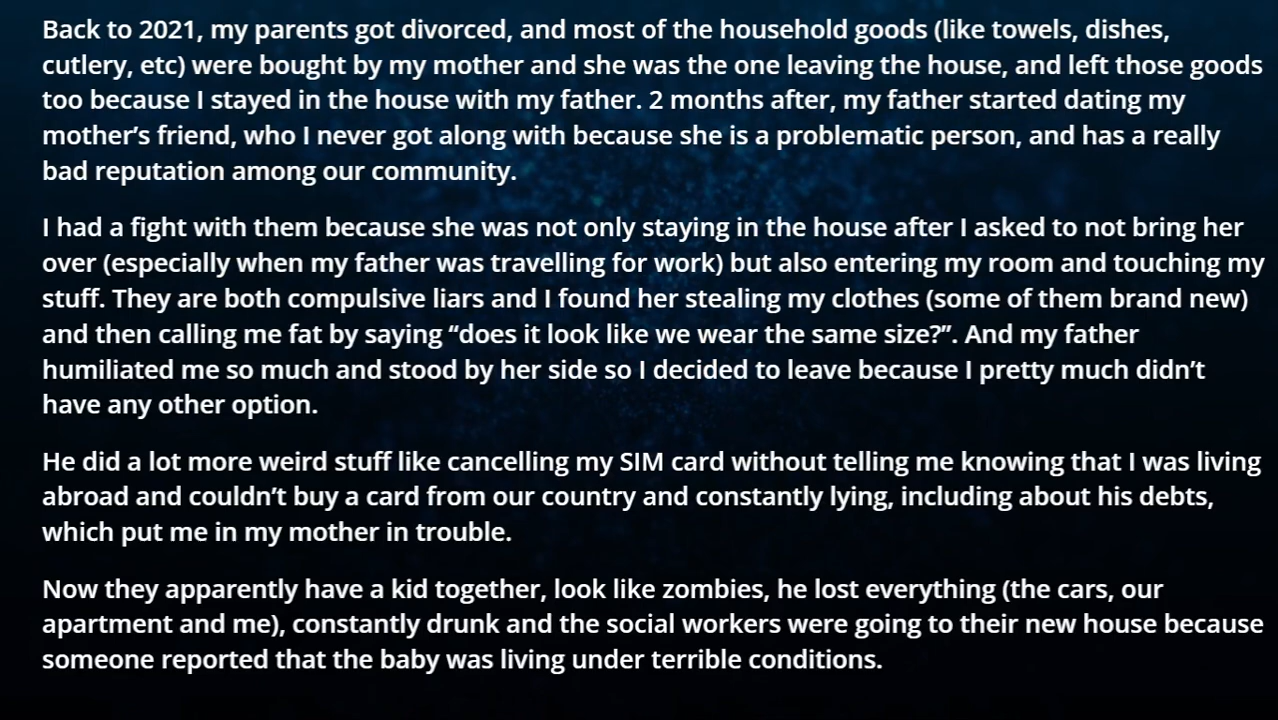 Back to 2021, my parents got divorced, and most of the household goods (like towels, dishes,
cutlery, etc) were bought by my mother and she was the one leaving the house, and left those goods
too because I stayed in the house with my father. 2 months after, my father started dating my
mother’s friend, who I never got along with because she is a problematic person, and has a really
bad reputation among our community.
I had a fight with them because she was not only staying in the house after I asked to not bring her
over (especially when my father was travelling for work) but also entering my room and touching my
stuff. They are both compulsive liars and I found her stealing my clothes (some of them brand new)
and then calling me fat by saying “does it look like we wear the same size?”. And my father
humiliated me so much and stood by her side so I decided to leave because I pretty much didn’t
have any other option.
He did a lot more weird stuff like cancelling my SIM card without telling me knowing that I was living
abroad and couldn’t buy a card from our country and constantly lying, including about his debts,
which put me in my mother in trouble.
Now they apparently have a kid together, look like zombies, he lost everything (the cars, our
apartment and me), constantly drunk and the social workers were going to their new house because
someone reported that the baby was living under terrible conditions.